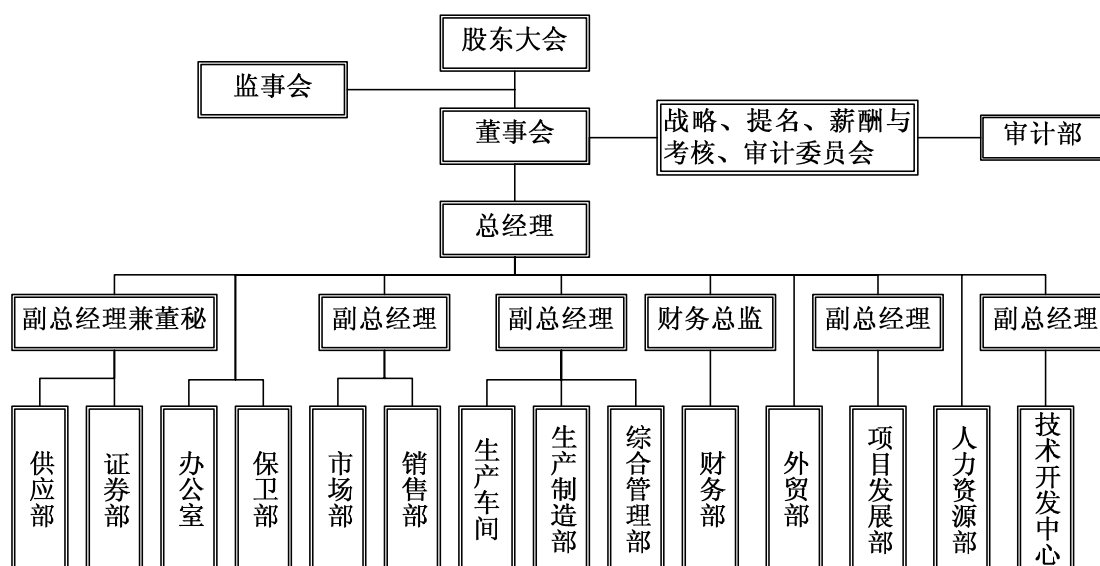 股东大会
监事会
董事会
战略、提名、薪酬与
考核、审计委员会
审计部
总经理
副总经理兼董秘
副总经理
副总经理
财务总监
副总经理
副总经理
供应部
证券部
办公室
保卫部
市场部
销售部
生产车间
生产制造部
综合管理部
财务部
外贸部
项目发展部
人力资源部
技术开发中心